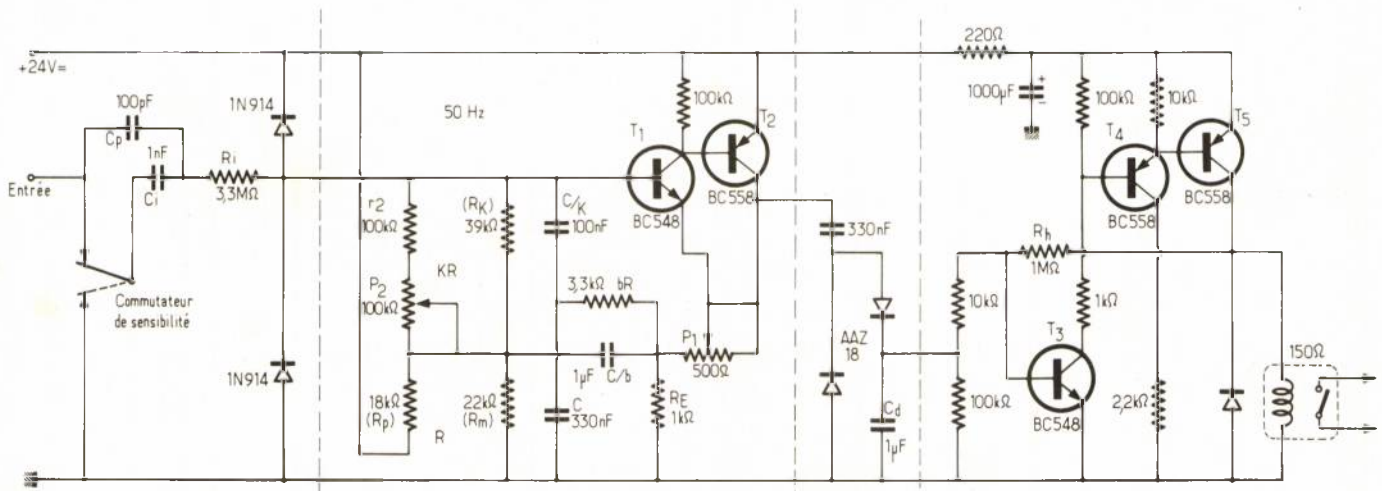 +24V=
100pF
Cp
1nF
Ci
Entrée
Ri
3,3MΩ
1N914
1N914
Commutateur
de sensibilité
50 Hz
r2
100kΩ
P2
100kΩ
KR
18kΩ
(Rp)
R
(RK)
39kΩ
22kΩ
(Rm)
C/K
100nF
3,3kΩ bR
1µF C/b
C
330nF
RE
1kΩ
P1
500Ω
100kΩ
T1
BC548
T2
BC558
330nF
AAZ
18
Cd
1µF
220Ω
1000µF
+
−
10kΩ
100kΩ
Rh
1MΩ
T3
BC548
100kΩ
1kΩ
10kΩ
T4
BC558
T5
BC558
2,2kΩ
150Ω